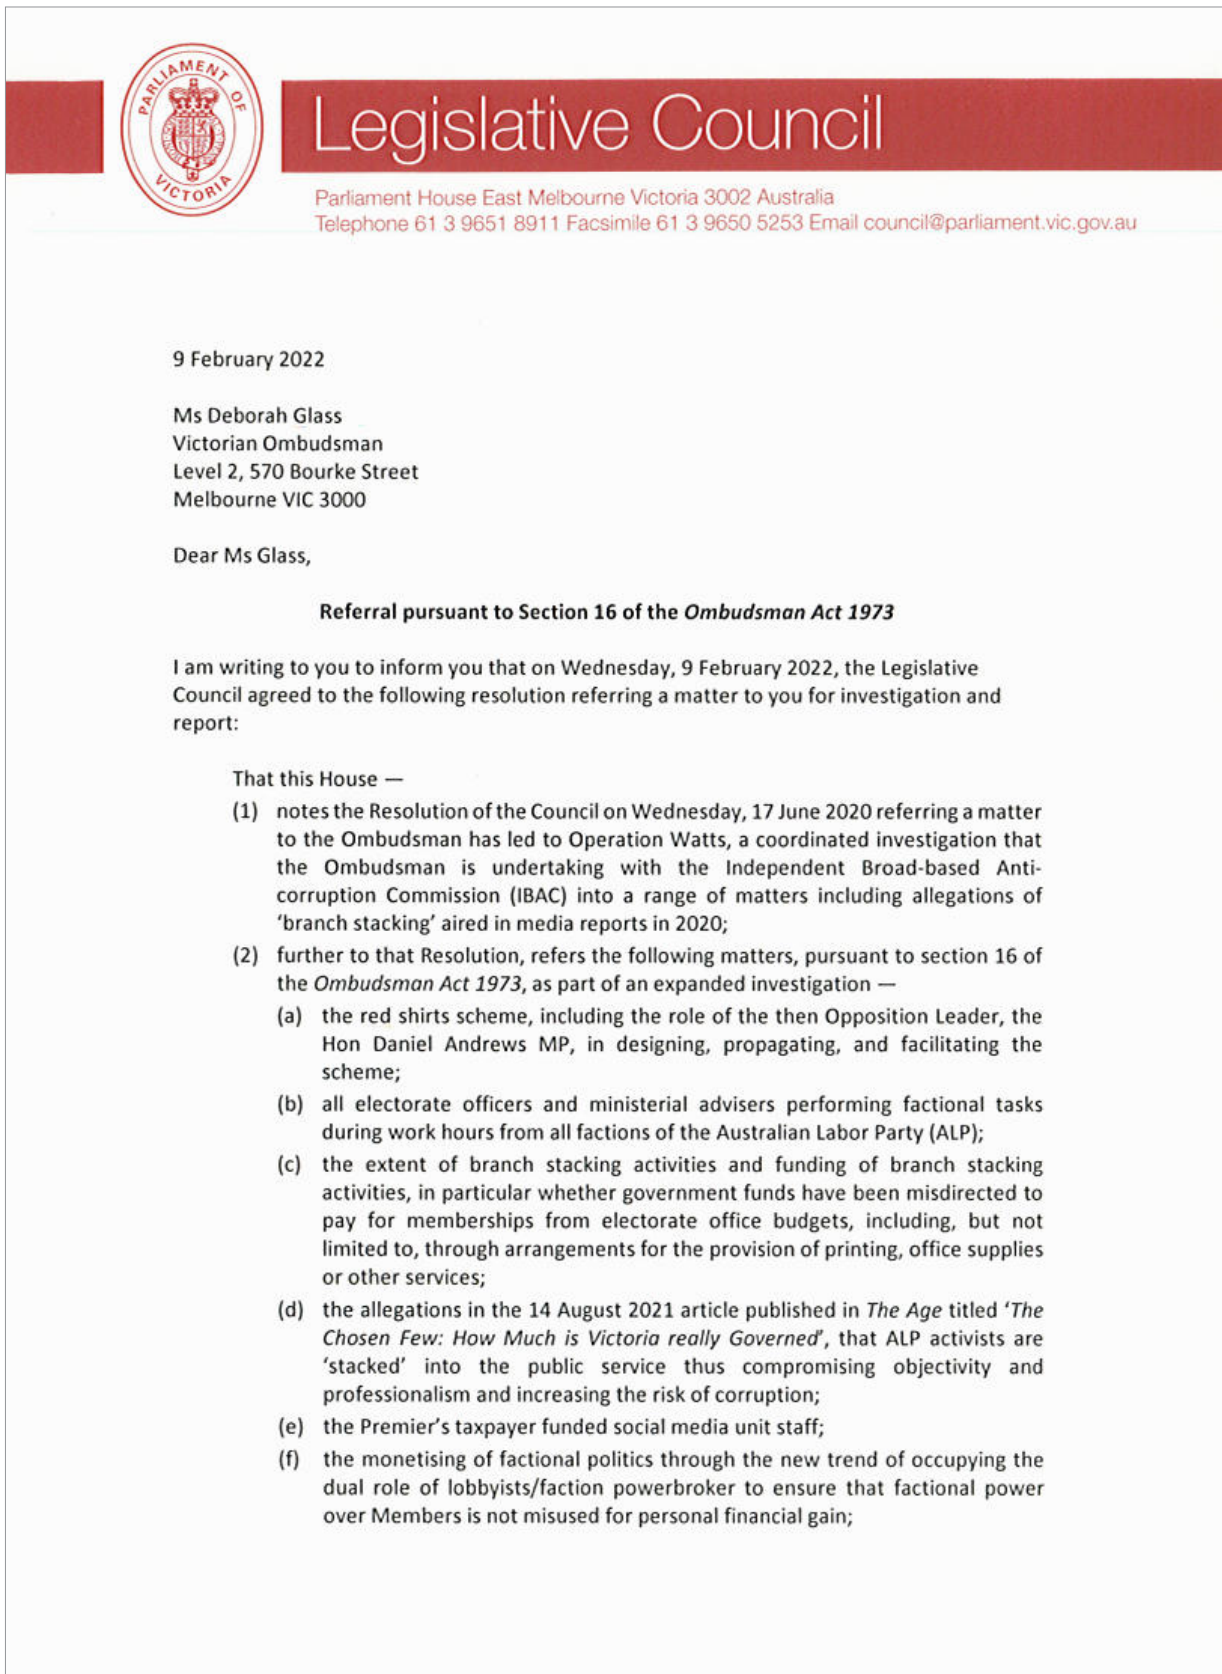 PARLIAMENT OF
VICTORIA
Legislative Council
Parliament House East Melbourne Victoria 3002 Australia
Telephone 61 3 9651 8911 Facsimile 61 3 9650 5253 Email council@parliament.vic.gov.au
9 February 2022
Ms Deborah Glass
Victorian Ombudsman
Level 2, 570 Bourke Street
Melbourne VIC 3000
Dear Ms Glass,
Referral pursuant to Section 16 of the Ombudsman Act 1973
I am writing to you to inform you that on Wednesday, 9 February 2022, the Legislative
Council agreed to the following resolution referring a matter to you for investigation and
report:
That this House —
(1) notes the Resolution of the Council on Wednesday, 17 June 2020 referring a matter
to the Ombudsman has led to Operation Watts, a coordinated investigation that
the Ombudsman is undertaking with the Independent Broad-based Anti-
corruption Commission (IBAC) into a range of matters including allegations of
‘branch stacking’ aired in media reports in 2020;
(2) further to that Resolution, refers the following matters, pursuant to section 16 of
the Ombudsman Act 1973, as part of an expanded investigation —
(a) the red shirts scheme, including the role of the then Opposition Leader, the
Hon Daniel Andrews MP, in designing, propagating, and facilitating the
scheme;
(b) all electorate officers and ministerial advisers performing factional tasks
during work hours from all factions of the Australian Labor Party (ALP);
(c) the extent of branch stacking activities and funding of branch stacking
activities, in particular whether government funds have been misdirected to
pay for memberships from electorate office budgets, including, but not
limited to, through arrangements for the provision of printing, office supplies
or other services;
(d) the allegations in the 14 August 2021 article published in The Age titled ‘The
Chosen Few: How Much is Victoria really Governed’, that ALP activists are
‘stacked’ into the public service thus compromising objectivity and
professionalism and increasing the risk of corruption;
(e) the Premier’s taxpayer funded social media unit staff;
(f) the monetising of factional politics through the new trend of occupying the
dual role of lobbyists/faction powerbroker to ensure that factional power
over Members is not misused for personal financial gain;